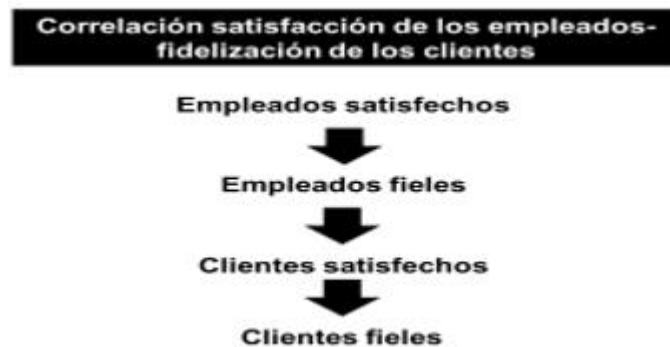 Correlación satisfacción de los empleados-
fidelización de los clientes
Empleados satisfechos
Empleados fieles
Clientes satisfechos
Clientes fieles